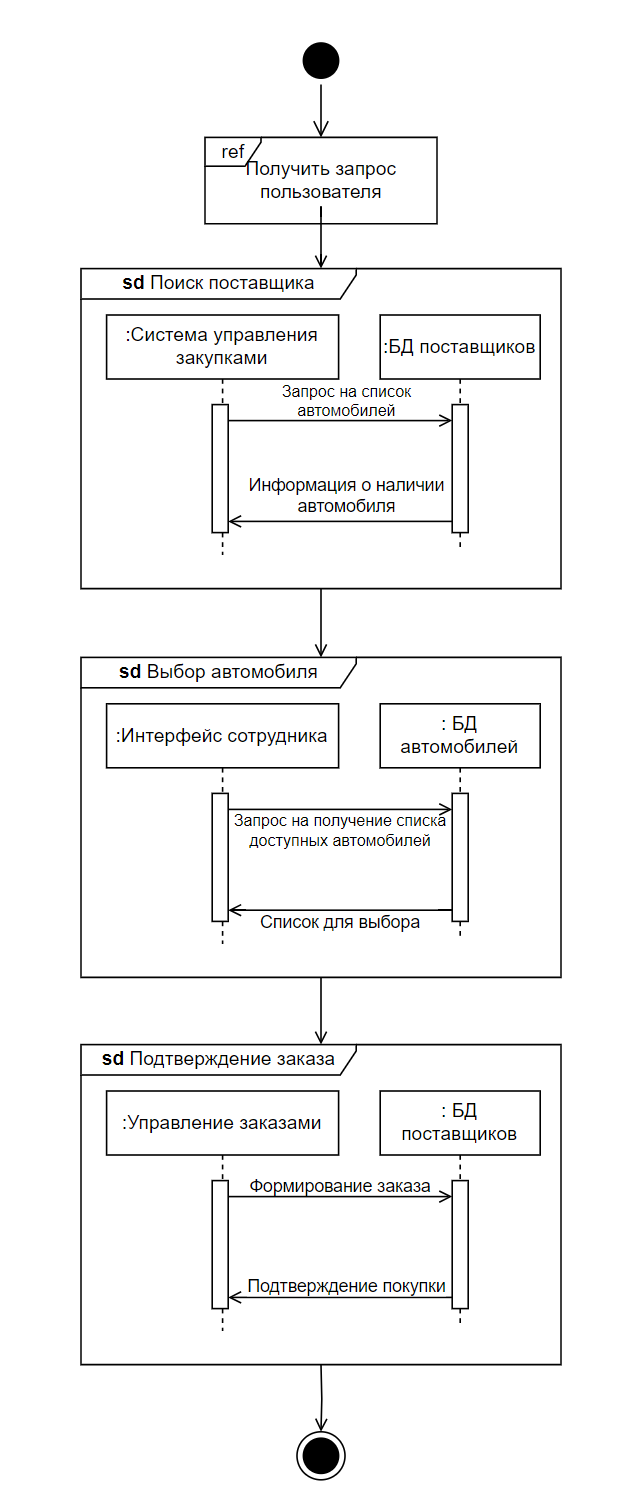 ref
Получить запрос
пользователя
sd Поиск поставщика
:Система управления
закупками
:БД поставщиков
Запрос на список
автомобилей
Информация о наличии
автомобиля
sd Выбор автомобиля
:Интерфейс сотрудника
: БД
автомобилей
Запрос на получение списка
доступных автомобилей
Список для выбора
sd Подтверждение заказа
:Управление заказами
: БД
поставщиков
Формирование заказа
Подтверждение покупки